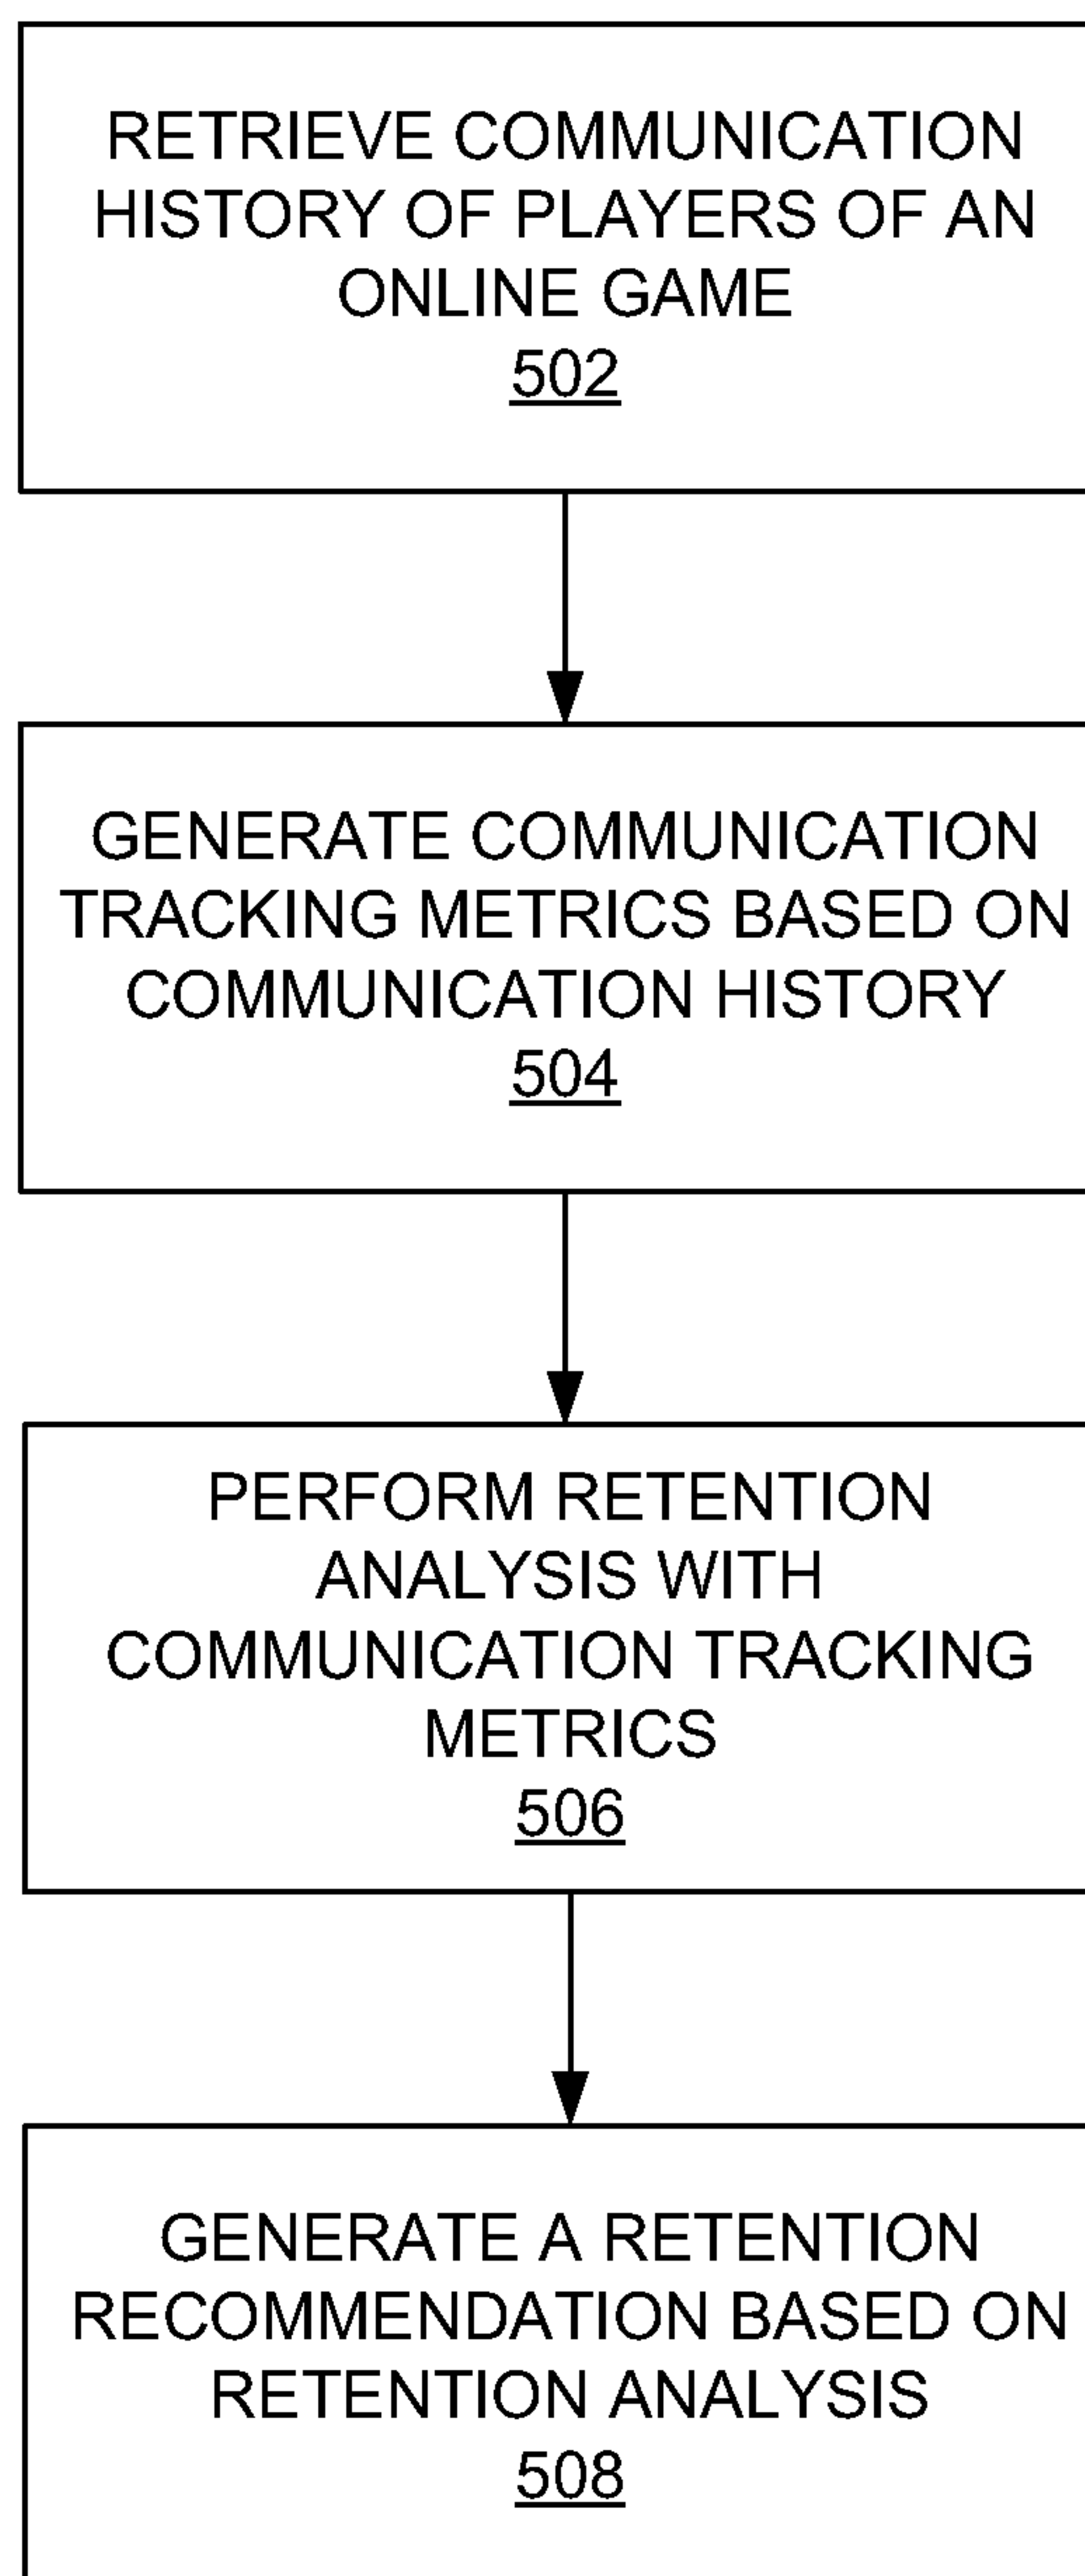 RETRIEVE COMMUNICATION
HISTORY OF PLAYERS OF AN
ONLINE GAME
502
GENERATE COMMUNICATION
TRACKING METRICS BASED ON
COMMUNICATION HISTORY
504
PERFORM RETENTION
ANALYSIS WITH
COMMUNICATION TRACKING
METRICS
506
GENERATE A RETENTION
RECOMMENDATION BASED ON
RETENTION ANALYSIS
508